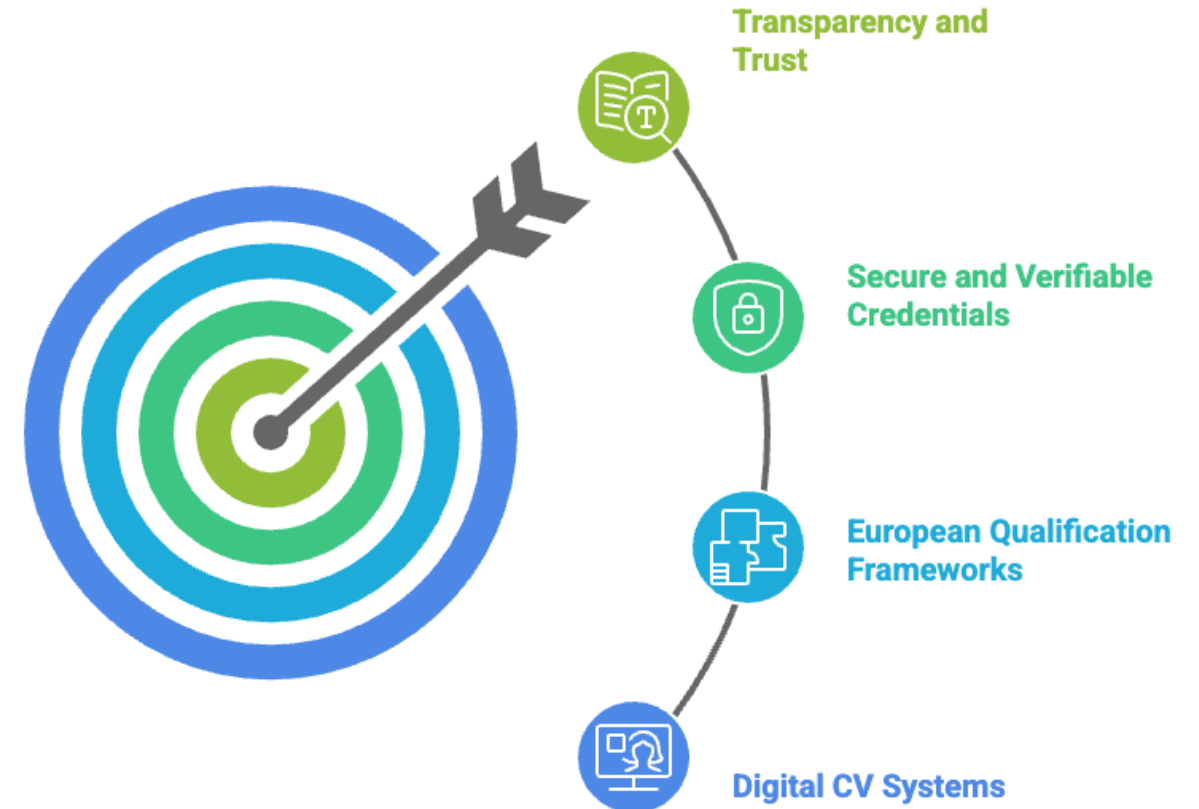 Transparency and
Trust
T
Secure and Verifiable
Credentials
European Qualification
Frameworks
Digital CV Systems